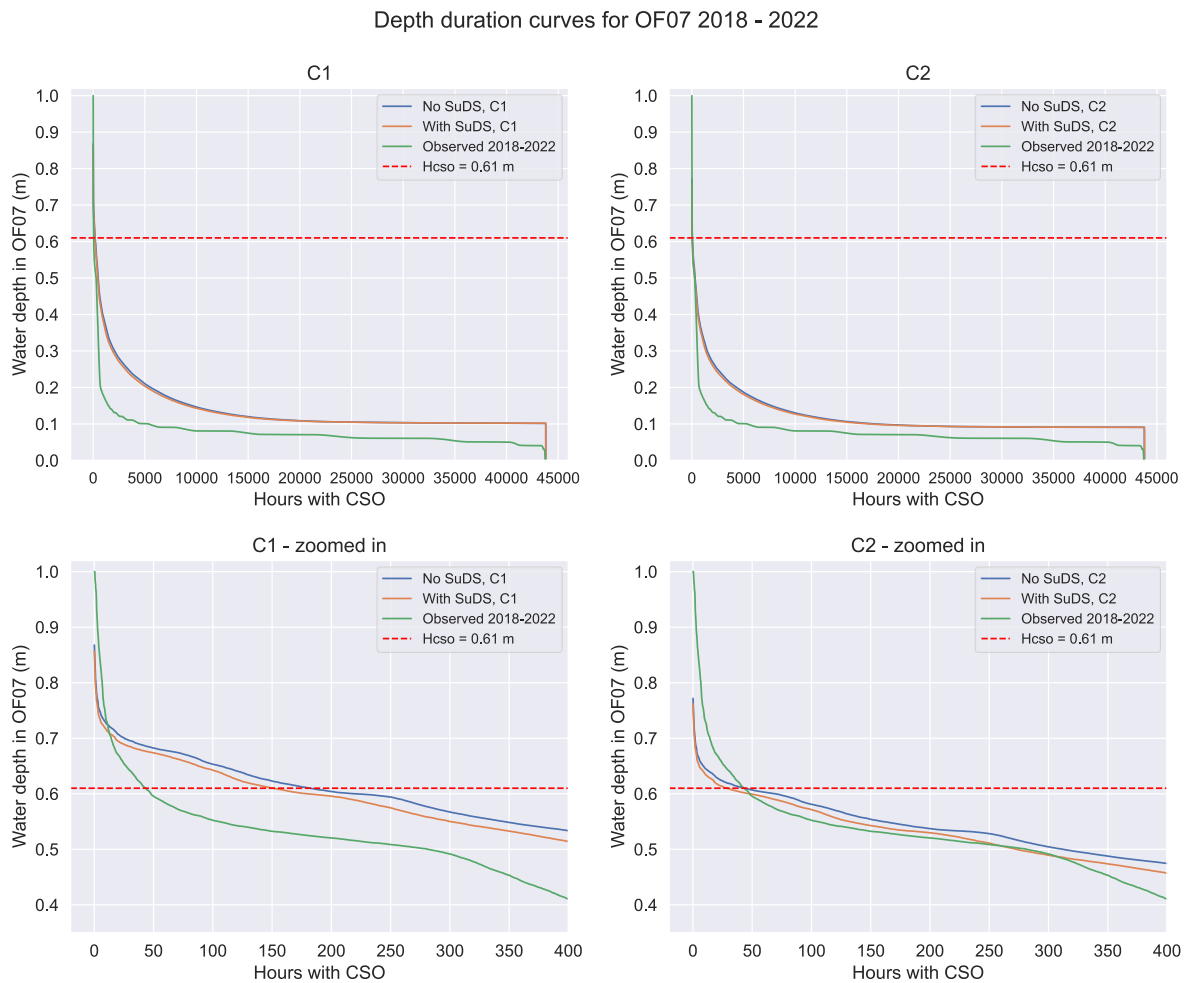 Depth duration curves for OF07 2018 - 2022
C1
No SuDS, C1
With SuDS, C1
Observed 2018-2022
Hcso = 0.61 m
Water depth in OF07 (m)
1.0
0.9
0.8
0.7
0.6
0.5
0.4
0.3
0.2
0.1
0.0
0 5000 10000 15000 20000 25000 30000 35000 40000 45000
Hours with CSO
C2
No SuDS, C2
With SuDS, C2
Observed 2018-2022
Hcso = 0.61 m
Water depth in OF07 (m)
1.0
0.9
0.8
0.7
0.6
0.5
0.4
0.3
0.2
0.1
0.0
0 5000 10000 15000 20000 25000 30000 35000 40000 45000
Hours with CSO
C1 - zoomed in
No SuDS, C1
With SuDS, C1
Observed 2018-2022
Hcso = 0.61 m
Water depth in OF07 (m)
1.0
0.9
0.8
0.7
0.6
0.5
0.4
0 50 100 150 200 250 300 350 400
Hours with CSO
C2 - zoomed in
No SuDS, C2
With SuDS, C2
Observed 2018-2022
Hcso = 0.61 m
Water depth in OF07 (m)
1.0
0.9
0.8
0.7
0.6
0.5
0.4
0 50 100 150 200 250 300 350 400
Hours with CSO